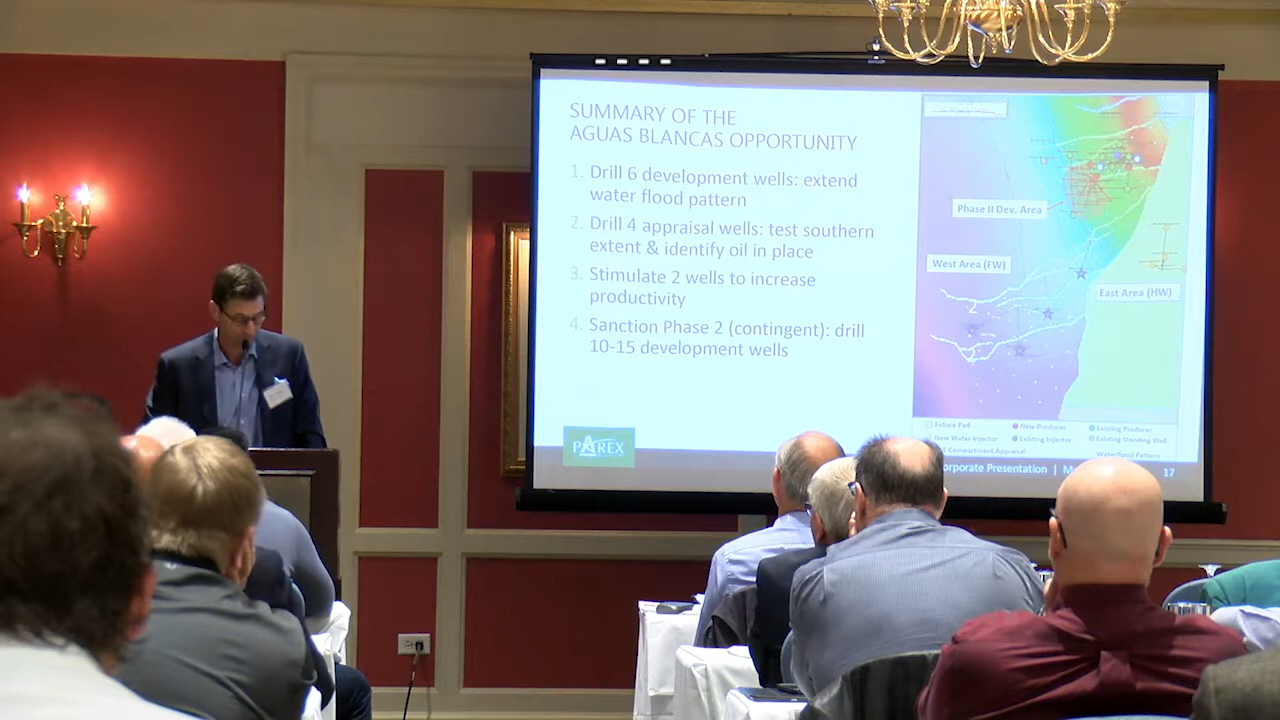 SUMMARY OF THE
AGUAS BLANCAS OPPORTUNITY
1. Drill 6 development wells: extend
water flood pattern
2. Drill 4 appraisal wells: test southern
extent & identify oil in place
3. Stimulate 2 wells to increase
productivity
4. Sanction Phase 2 (contingent): drill
10-15 development wells
Phase II Dev. Area
West Area (FW)
East Area (HW)
Future Pad
New Producer
Existing Producer
New Water Injector
Existing Injector
Existing Standing Well
Compartment Appraisal
Waterflood Pattern
PAREX
orporate Presentation | M
17